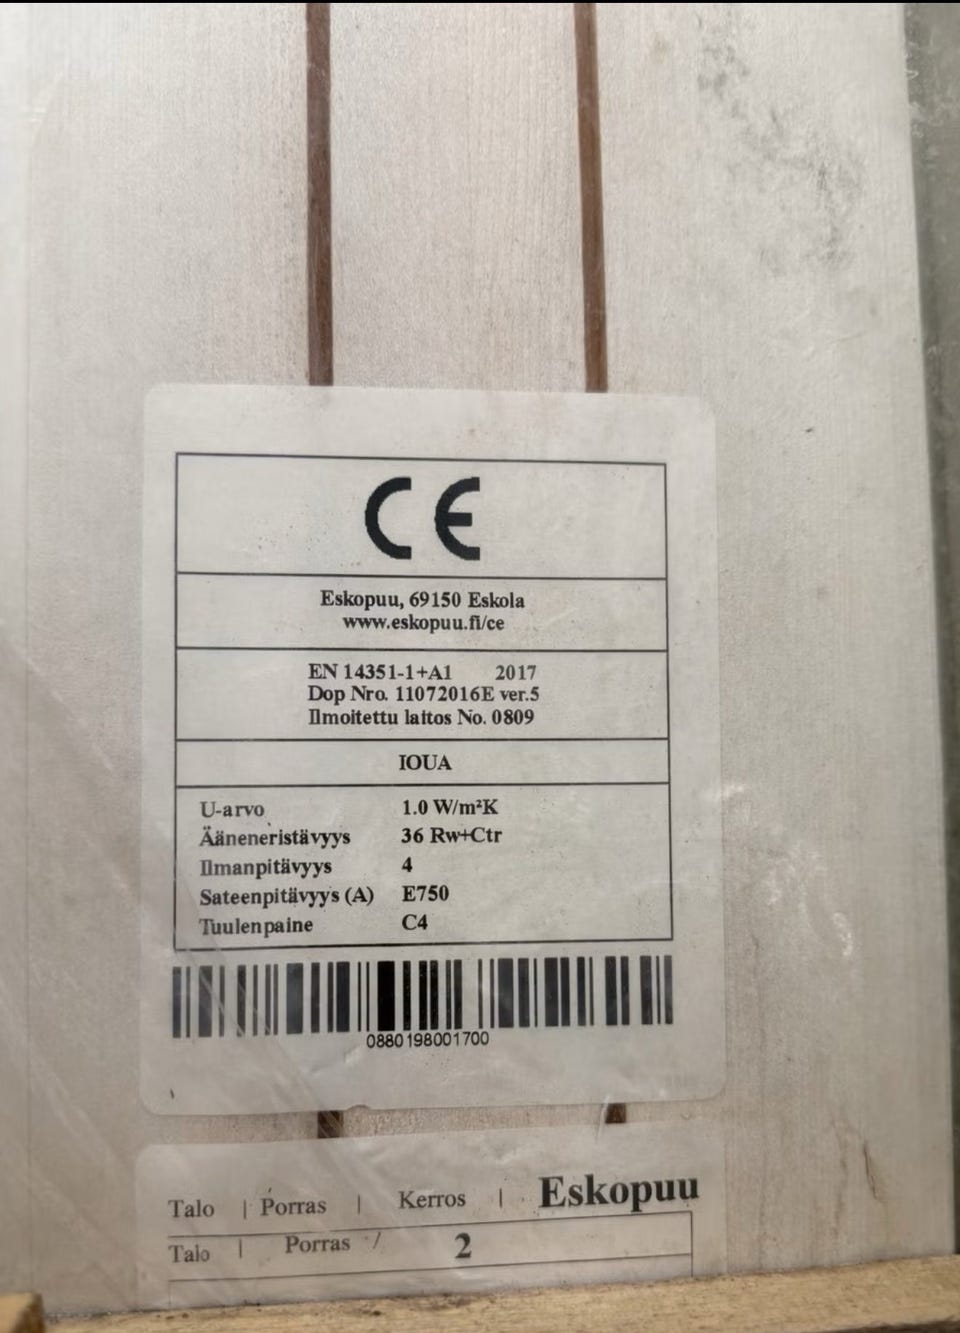 CE
Eskopuu, 69150 Eskola
www.eskopuu.fi/ce
EN 14351-1+A1 2017
Dop Nro. 11072016E ver.5
Ilmoitettu laitos No. 0809
IOUA
U-arvo 1.0 W/m²K
Ääneneristävyys 36 Rw+Ctr
Ilmanpitävyys 4
Sateenpitävyys (A) E750
Tuulenpaine C4
0880198001700
Talo | Porras | Kerros | Eskopuu
Talo | Porras / 2